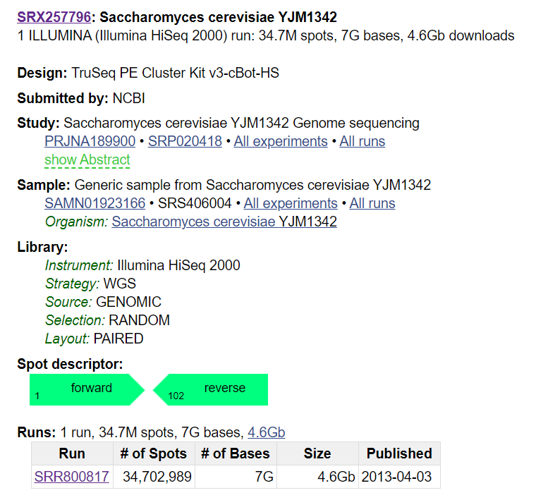 SRX257796: Saccharomyces cerevisiae YJM1342
1 ILLUMINA (Illumina HiSeq 2000) run: 34.7M spots, 7G bases, 4.6Gb downloads
Design: TruSeq PE Cluster Kit v3-cBot-HS
Submitted by: NCBI
Study: Saccharomyces cerevisiae YJM1342 Genome sequencing
PRJNA189900 • SRP020418 • All experiments • All runs
show Abstract
Sample: Generic sample from Saccharomyces cerevisiae YJM1342
SAMN01923166 • SRS406004 • All experiments • All runs
Organism: Saccharomyces cerevisiae YJM1342
Library:
Instrument: Illumina HiSeq 2000
Strategy: WGS
Source: GENOMIC
Selection: RANDOM
Layout: PAIRED
Spot descriptor:
1 forward 102 reverse
Runs: 1 run, 34.7M spots, 7G bases, 4.6Gb
Run # of Spots # of Bases Size Published
SRR800817 34,702,989 7G 4.6Gb 2013-04-03